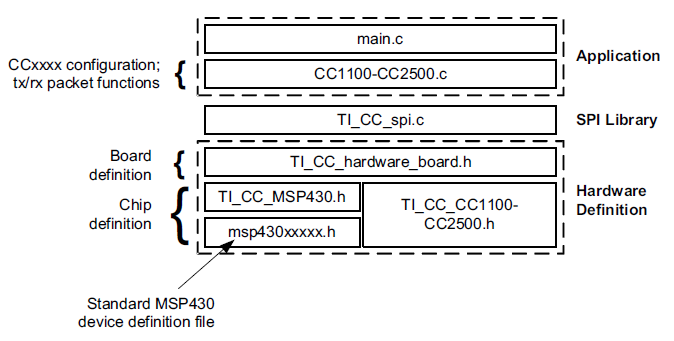 main.c
CCxxxx configuration;
tx/rx packet functions
CC1100-CC2500.c
Application
TI_CC_spi.c
SPI Library
Board
definition
TI_CC_hardware_board.h
Chip
definition
TI_CC_MSP430.h
msp430xxxxx.h
TI_CC_CC1100-
CC2500.h
Hardware
Definition
Standard MSP430
device definition file